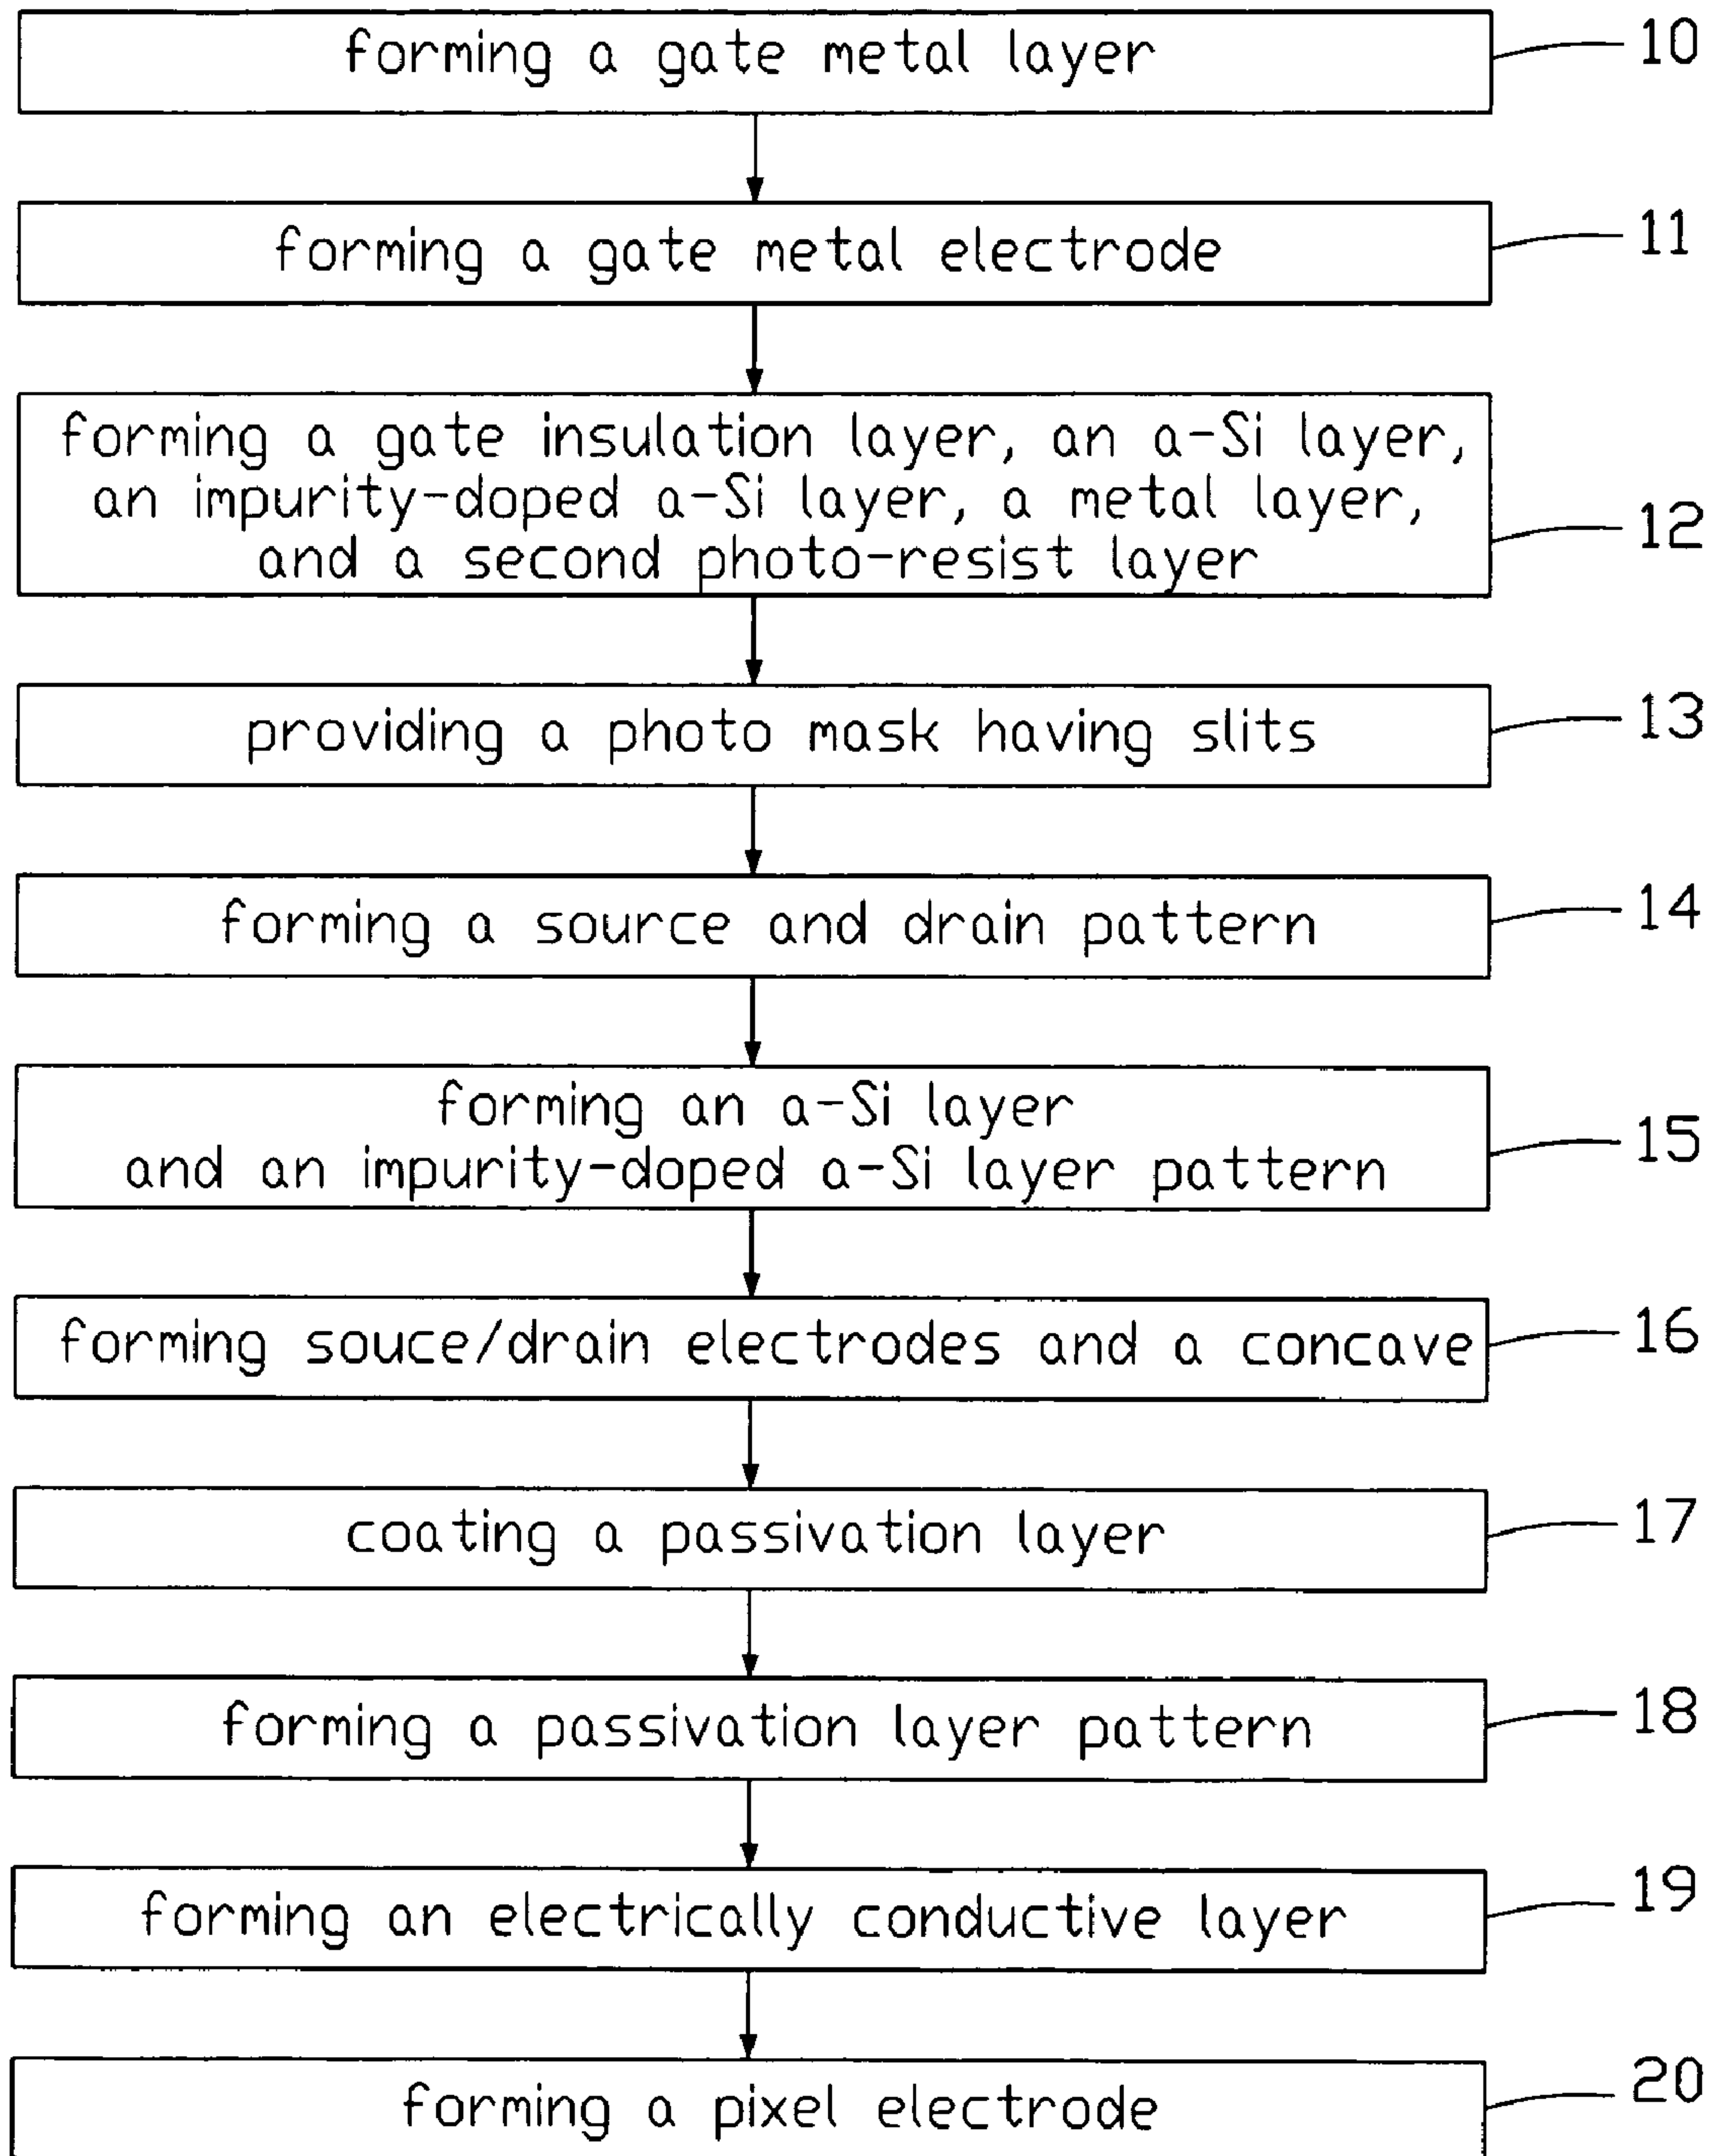 forming a gate metal layer
10
forming a gate metal electrode
11
forming a gate insulation layer, an a-Si layer,
an impurity-doped a-Si layer, a metal layer,
and a second photo-resist layer
12
providing a photo mask having slits
13
forming a source and drain pattern
14
forming an a-Si layer
and an impurity-doped a-Si layer pattern
15
forming souce/drain electrodes and a concave
16
coating a passivation layer
17
forming a passivation layer pattern
18
forming an electrically conductive layer
19
forming a pixel electrode
20